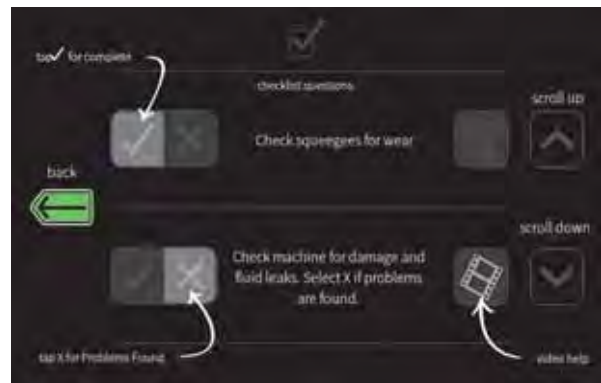 tap✓ for complete
checklist questions
scroll up
Check squeegees for wear
back
scroll down
Check machine for damage and
fluid leaks. Select X if problems
are found.
tap X for Problems Found
video help